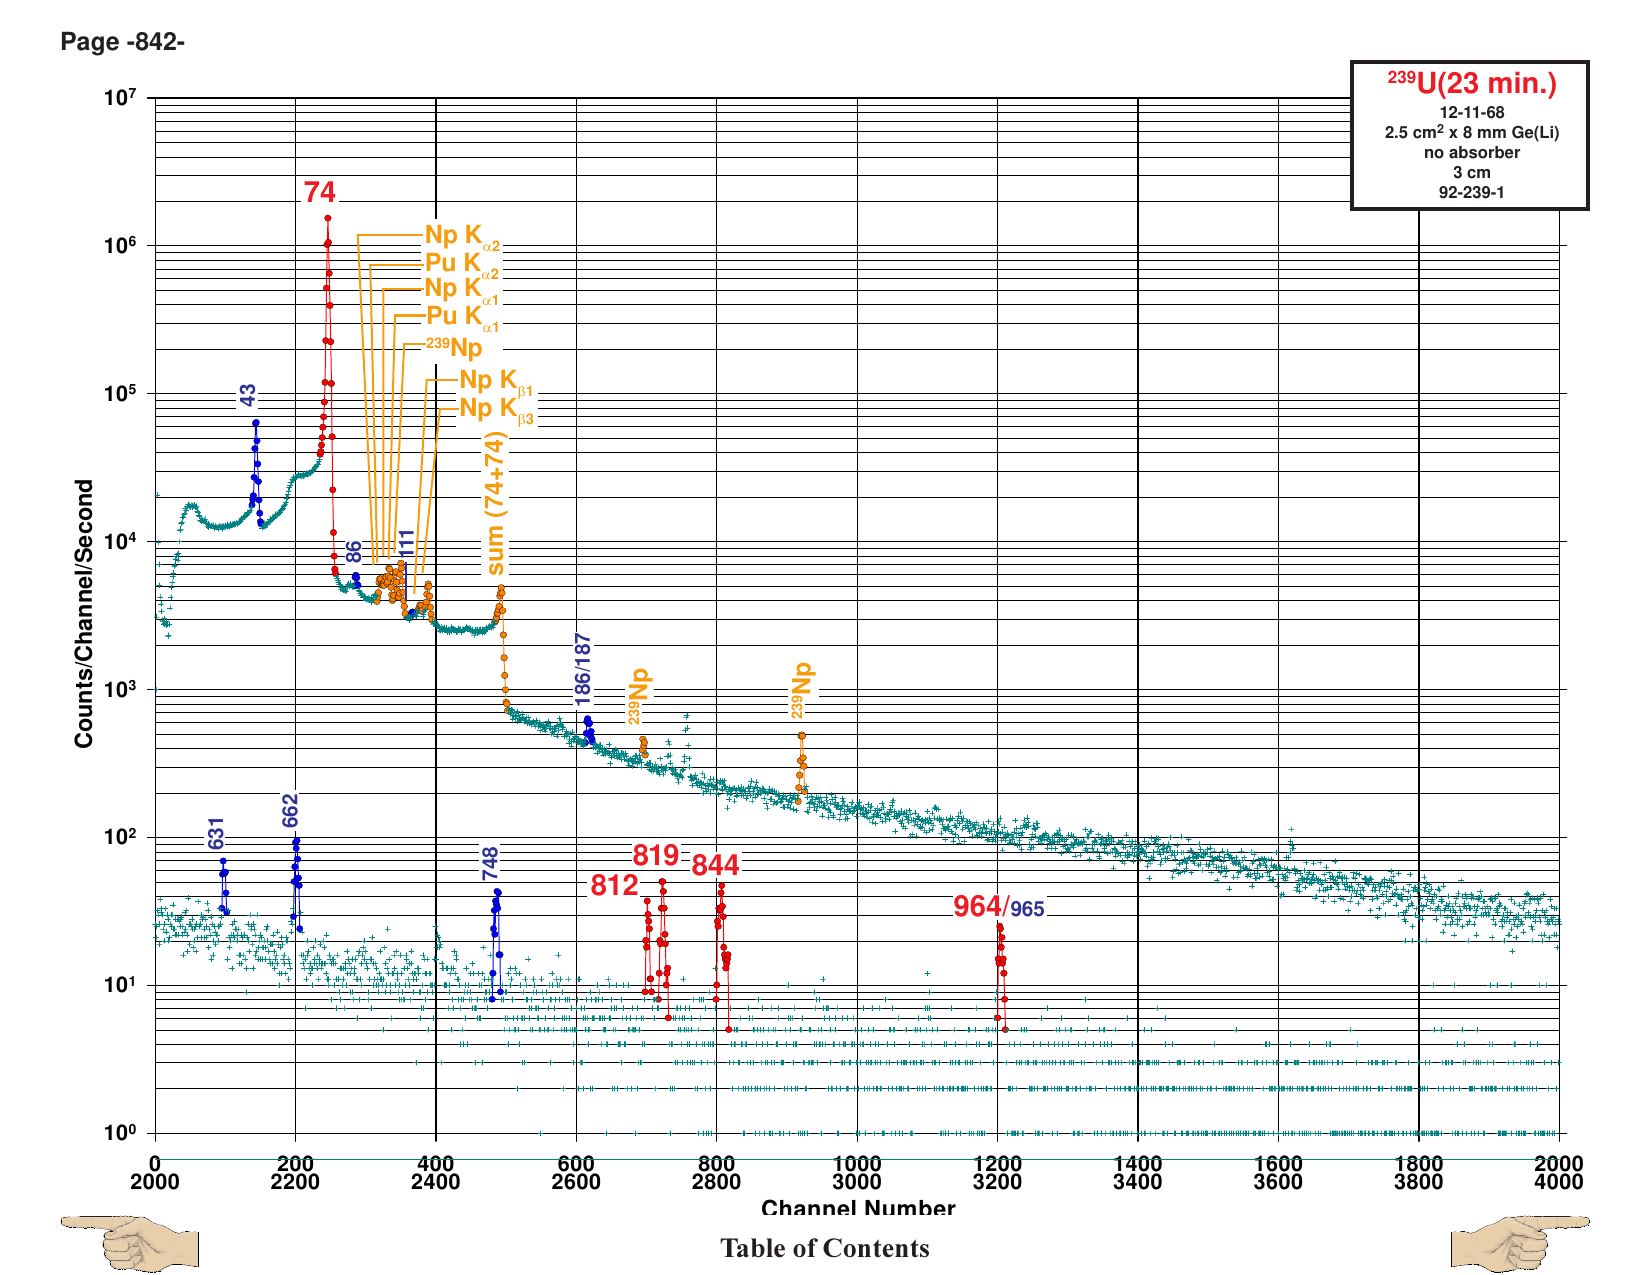 Page -842-
²³⁹U(23 min.)
12-11-68
2.5 cm² x 8 mm Ge(Li)
no absorber
3 cm
92-239-1
10⁷
10⁶
10⁵
10⁴
10³
10²
10¹
10⁰
Counts/Channel/Second
74
Np Kα2
Pu Kα2
Np Kα1
Pu Kα1
²³⁹Np
Np Kβ1
Np Kβ3
43
86
111
sum (74+74)
186/187
²³⁹Np
²³⁹Np
631
662
748
812
819
844
964/965
0 200 400 600 800 1000 1200 1400 1600 1800 2000
2000 2200 2400 2600 2800 3000 3200 3400 3600 3800 4000
Channel Number
Table of Contents